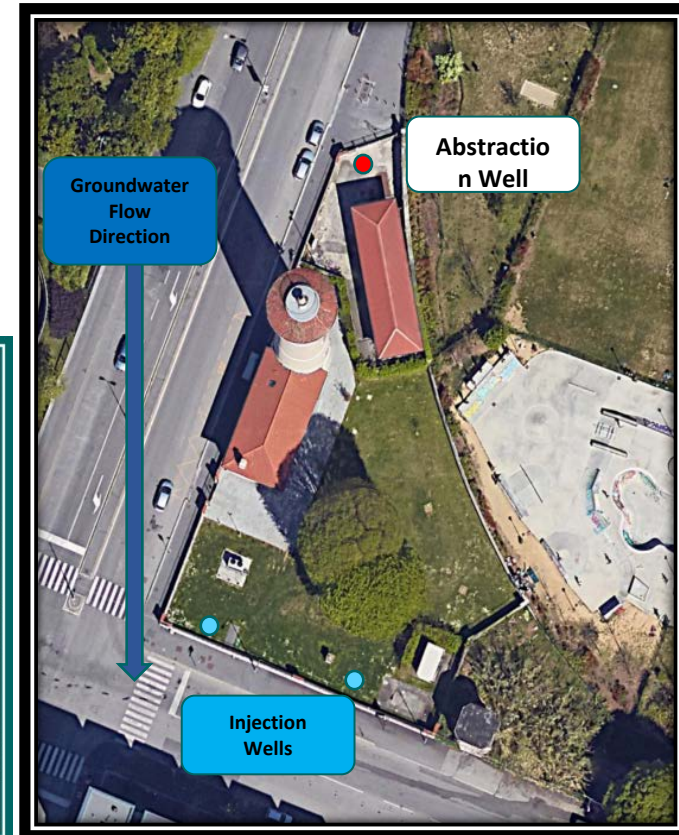 Abstractio
n Well
Groundwater
Flow
Direction
Injection
Wells